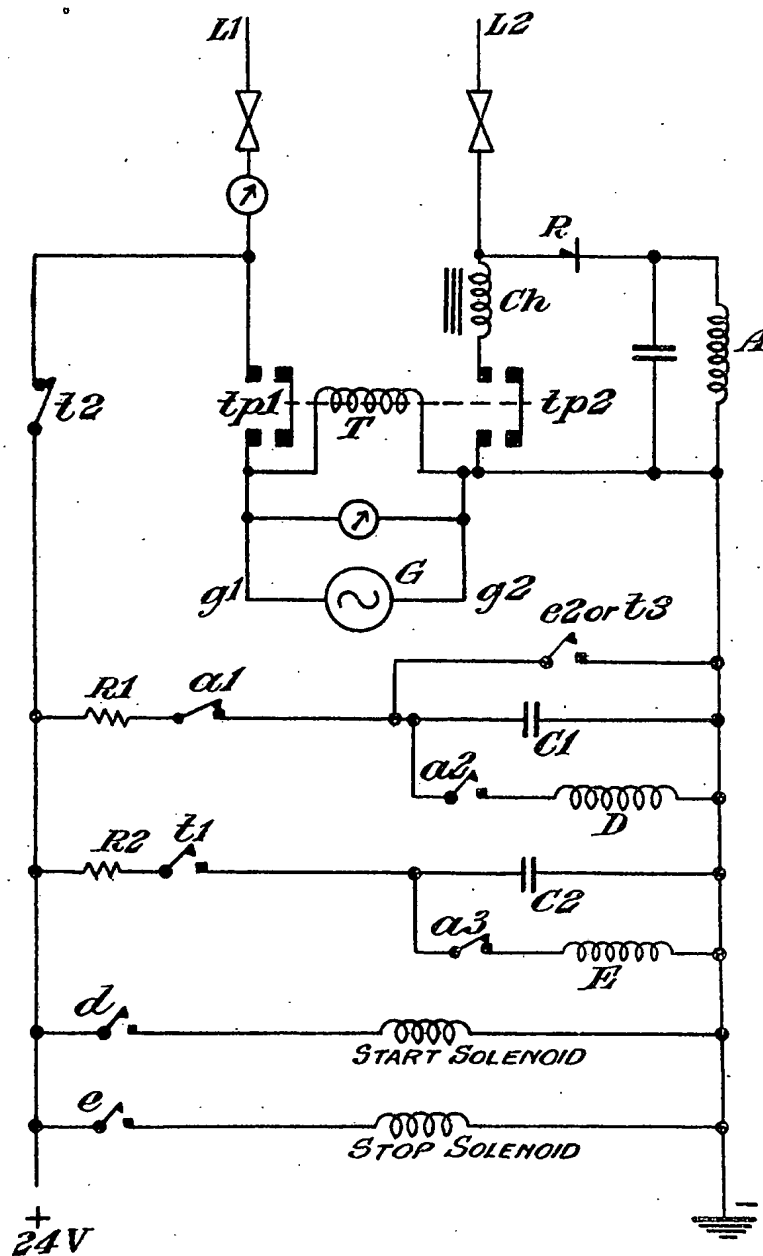 L1
L2
R
Ch
A
t2
tp1
T
tp2
G
g1
g2
e2 or t3
R1
a1
C1
a2
D
R2
t1
C2
a3
E
d
START SOLENOID
e
STOP SOLENOID
+
24V
−